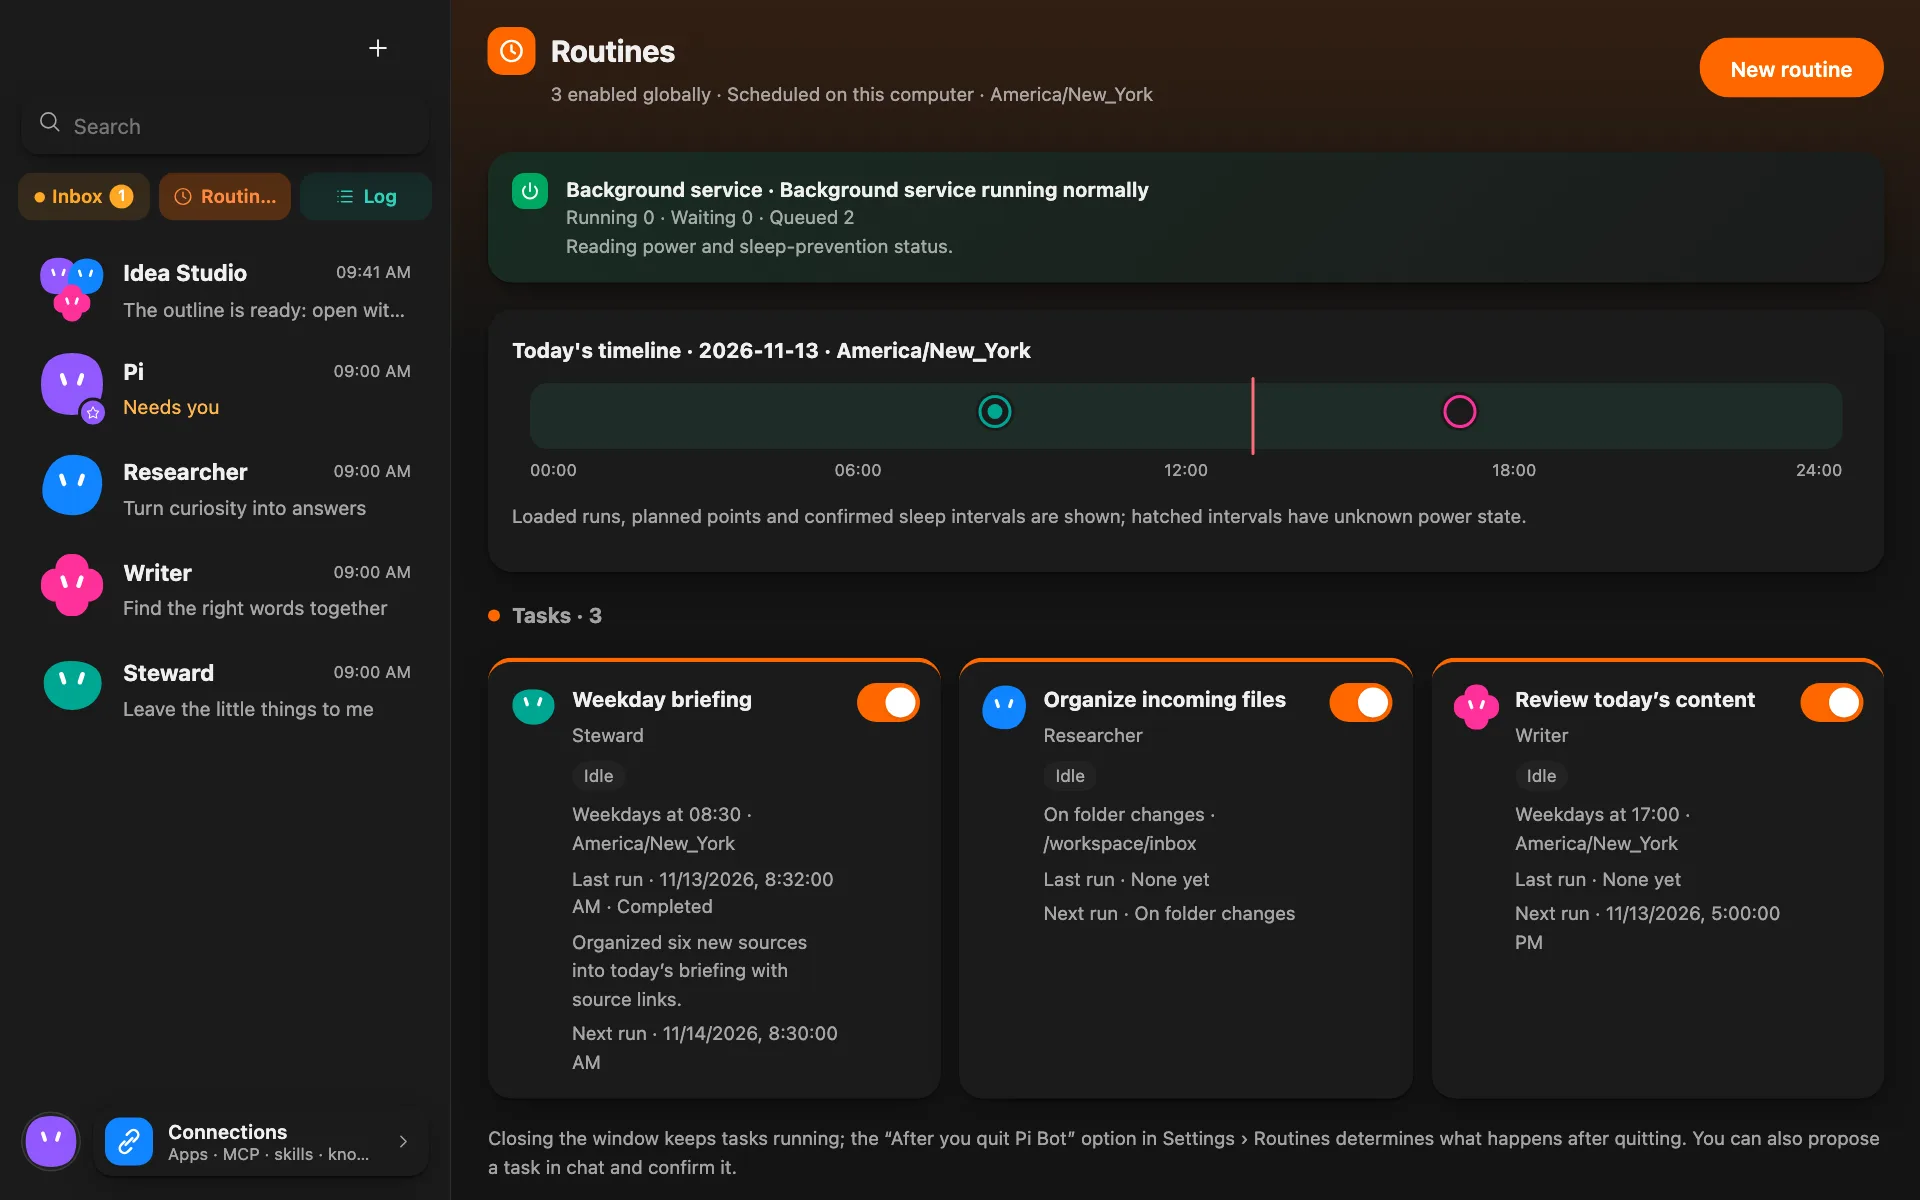 Search
Inbox 1
Routin...
Log
Idea Studio 09:41 AM
The outline is ready: open wit...
Pi 09:00 AM
Needs you
Researcher 09:00 AM
Turn curiosity into answers
Writer 09:00 AM
Find the right words together
Steward 09:00 AM
Leave the little things to me
Connections
Apps · MCP · skills · kno...
Routines
3 enabled globally · Scheduled on this computer · America/New_York
New routine
Background service · Background service running normally
Running 0 · Waiting 0 · Queued 2
Reading power and sleep-prevention status.
Today's timeline · 2026-11-13 · America/New_York
00:00 06:00 12:00 18:00 24:00
Loaded runs, planned points and confirmed sleep intervals are shown; hatched intervals have unknown power state.
Tasks · 3
Weekday briefing
Steward
Idle
Weekdays at 08:30 ·
America/New_York
Last run · 11/13/2026, 8:32:00
AM · Completed
Organized six new sources
into today’s briefing with
source links.
Next run · 11/14/2026, 8:30:00
AM
Organize incoming files
Researcher
Idle
On folder changes ·
/workspace/inbox
Last run · None yet
Next run · On folder changes
Review today’s content
Writer
Idle
Weekdays at 17:00 ·
America/New_York
Last run · None yet
Next run · 11/13/2026, 5:00:00
PM
Closing the window keeps tasks running; the “After you quit Pi Bot” option in Settings › Routines determines what happens after quitting. You can also propose
a task in chat and confirm it.